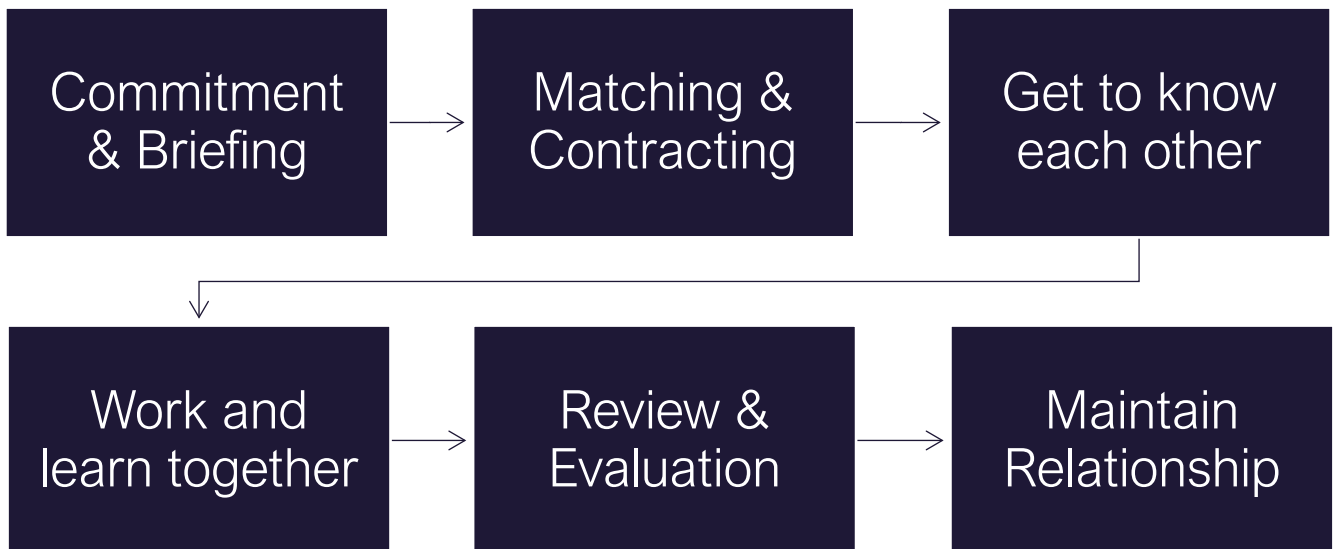 Commitment
& Briefing
Matching &
Contracting
Get to know
each other
Work and
learn together
Review &
Evaluation
Maintain
Relationship